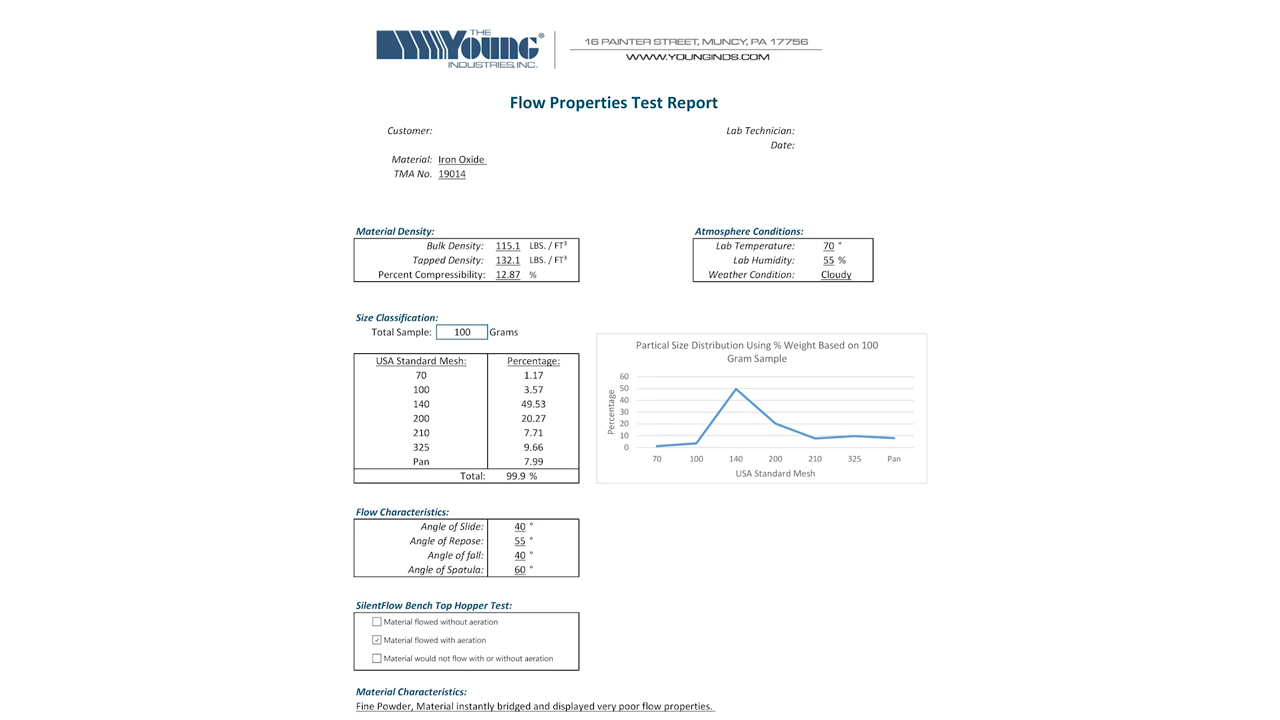 THE
Young®
INDUSTRIES, INC.
16 PAINTER STREET, MUNCY, PA 17756
WWW.YOUNGINDS.COM
Flow Properties Test Report
Customer:
Lab Technician:
Date:
Material: Iron Oxide
TMA No. 19014
Material Density:
Bulk Density: 115.1 LBS. / FT³
Tapped Density: 132.1 LBS. / FT³
Percent Compressibility: 12.87 %
Atmosphere Conditions:
Lab Temperature: 70 °
Lab Humidity: 55 %
Weather Condition: Cloudy
Size Classification:
Total Sample: 100 Grams
USA Standard Mesh: Percentage:
70 1.17
100 3.57
140 49.53
200 20.27
210 7.71
325 9.66
Pan 7.99
Total: 99.9 %
Partical Size Distribution Using % Weight Based on 100
Gram Sample
Percentage
60
50
40
30
20
10
0
70 100 140 200 210 325 Pan
USA Standard Mesh
Flow Characteristics:
Angle of Slide: 40 °
Angle of Repose: 55 °
Angle of fall: 40 °
Angle of Spatula: 60 °
SilentFlow Bench Top Hopper Test:
Material flowed without aeration
Material flowed with aeration
Material would not flow with or without aeration
Material Characteristics:
Fine Powder, Material instantly bridged and displayed very poor flow properties.